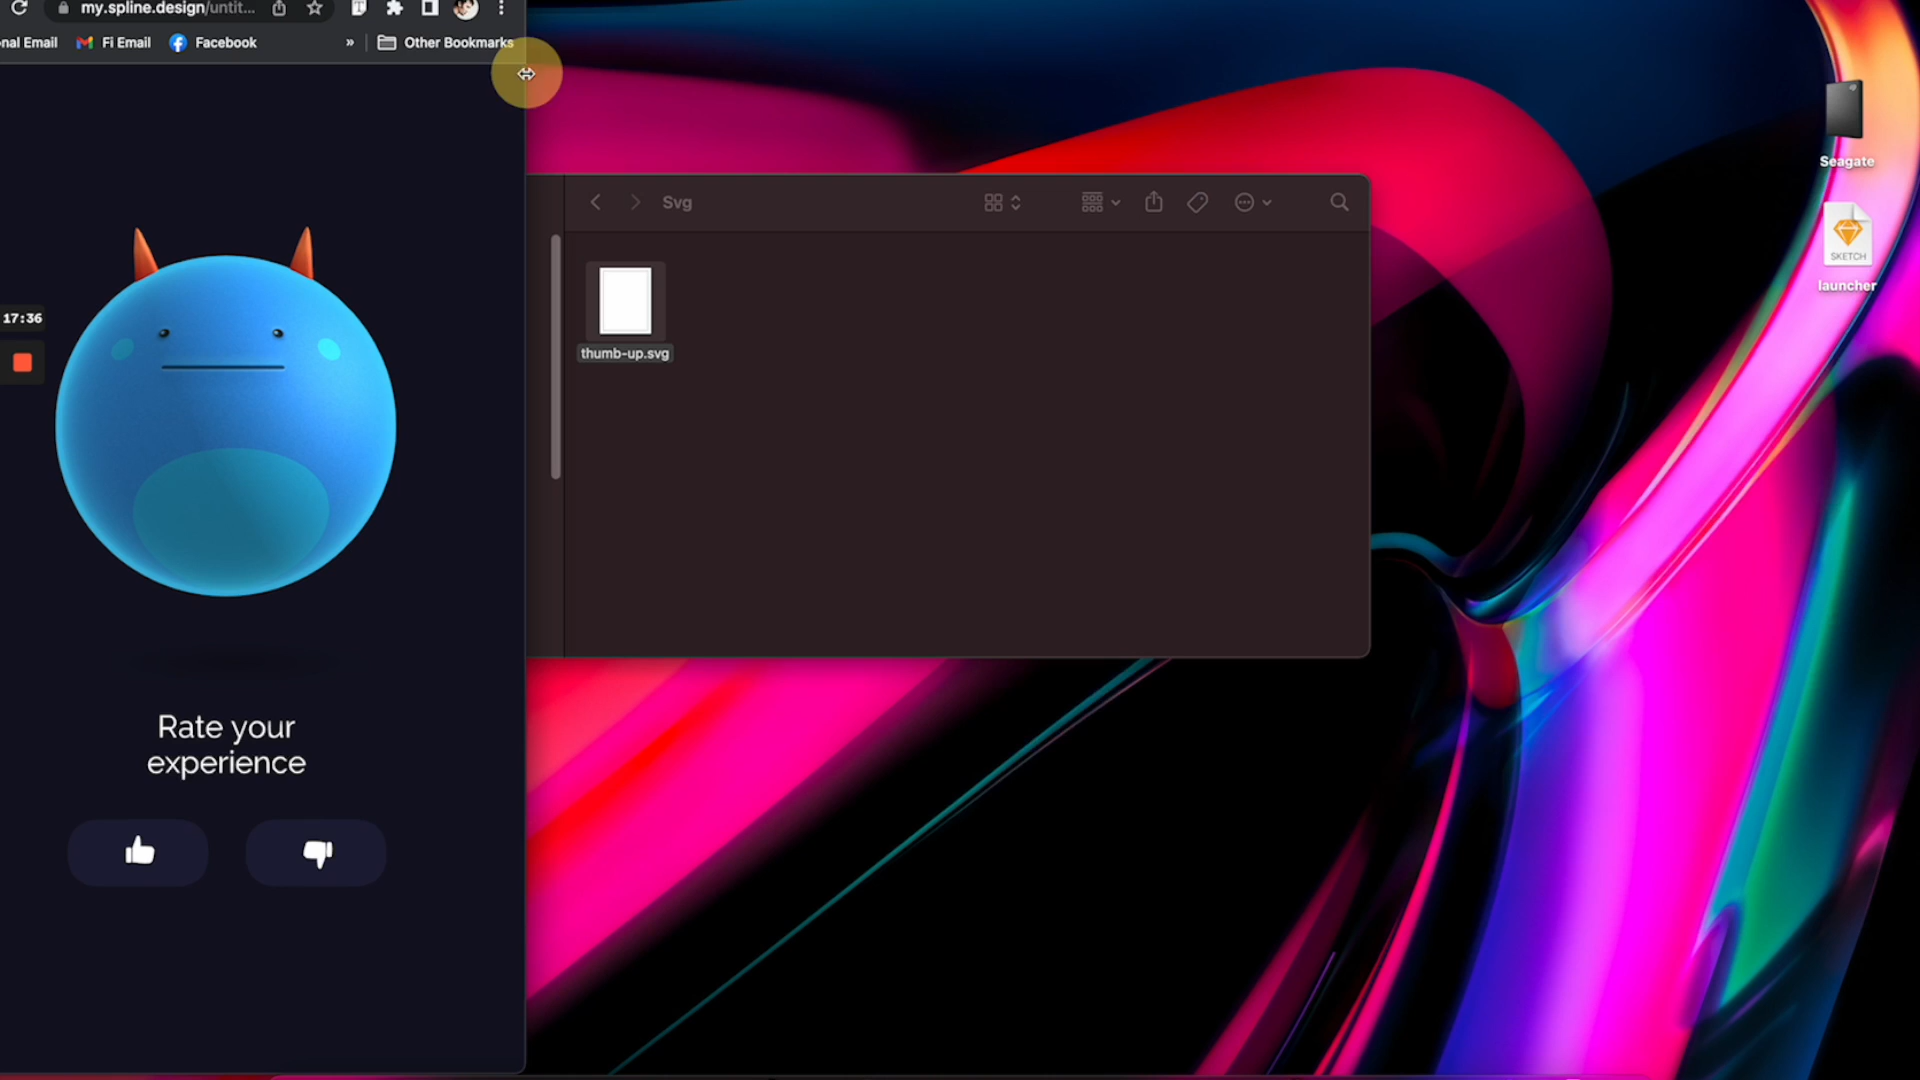 my.spline.design/untit...
nal Email
Fi Email
Facebook
»
Other Bookmarks
Svg
thumb-up.svg
Seagate
SKETCH
launcher
17:36
Rate your
experience